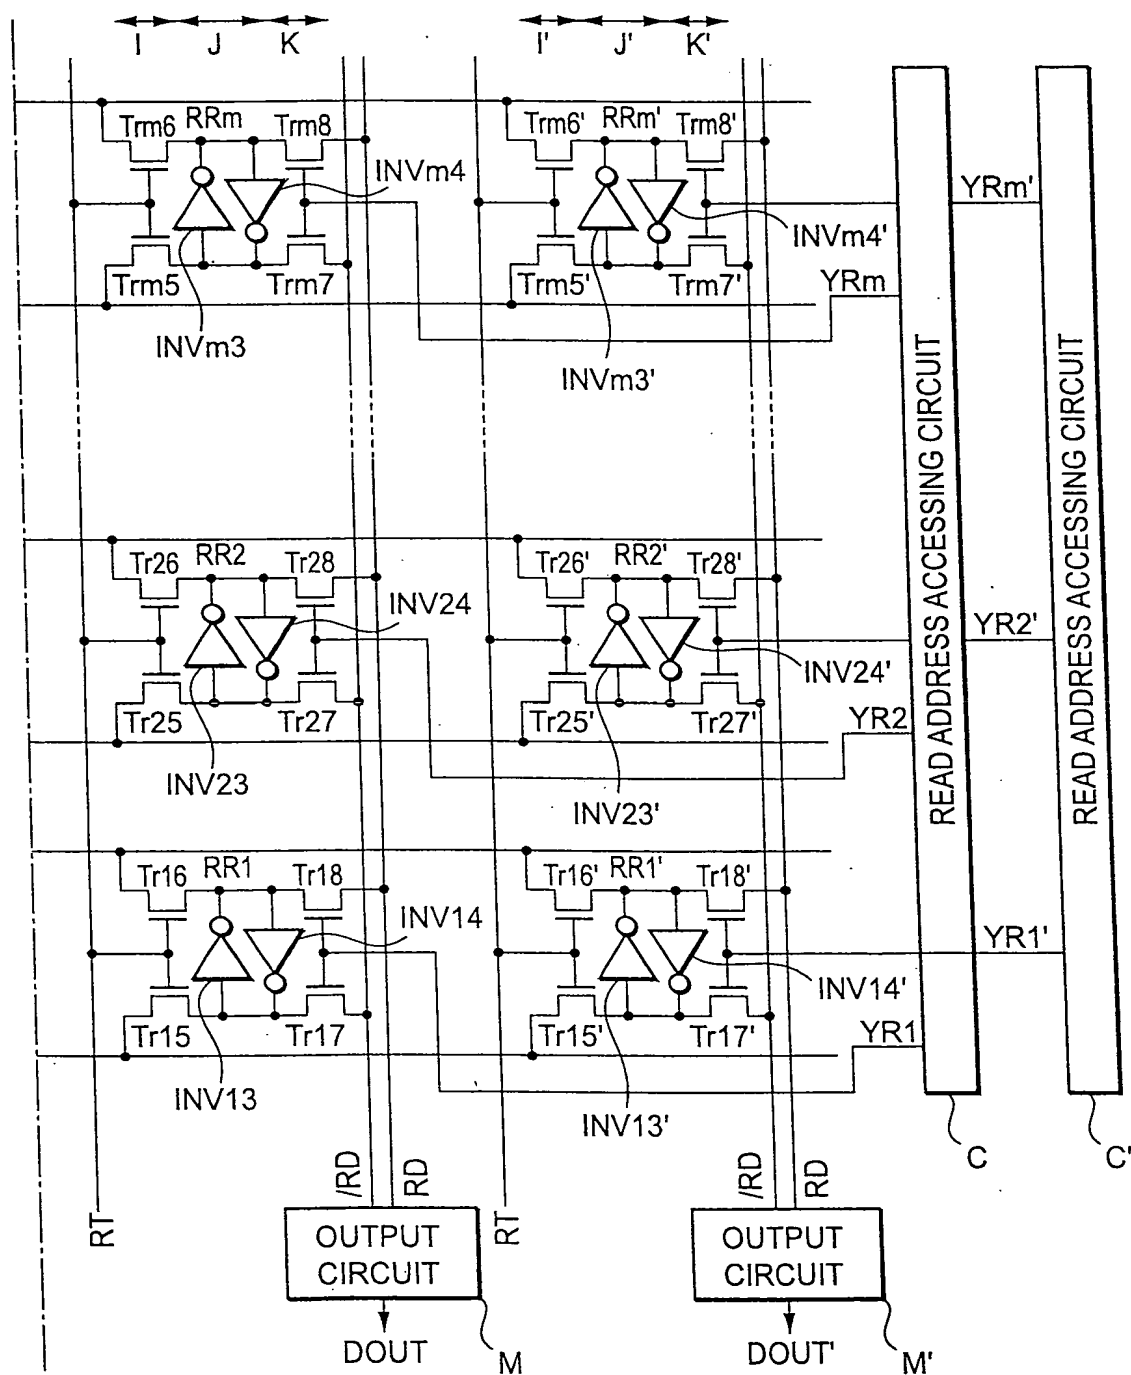 I J K I' J' K'
Trm6 RRm Trm8 Trm6' RRm' Trm8'
INVm4 YRm'
INVm4'
Trm5 Trm7 Trm5' Trm7' YRm
INVm3 INVm3'
READ ADDRESS ACCESSING CIRCUIT
READ ADDRESS ACCESSING CIRCUIT
Tr26 RR2 Tr28 Tr26' RR2' Tr28'
INV24 YR2'
INV24'
Tr25 Tr27 Tr25' Tr27' YR2
INV23 INV23'
Tr16 RR1 Tr18 Tr16' RR1' Tr18'
INV14 YR1'
INV14'
Tr15 Tr17 Tr15' Tr17' YR1
INV13 INV13'
C C'
RT /RD RD RT /RD RD
OUTPUT CIRCUIT
OUTPUT CIRCUIT
DOUT M DOUT' M'